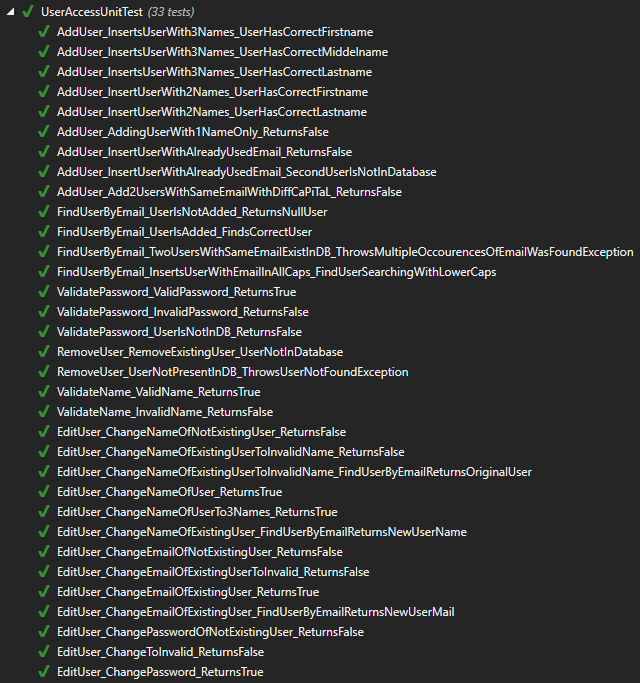 UserAccessUnitTest (33 tests)
AddUser_InsertsUserWith3Names_UserHasCorrectFirstname
AddUser_InsertsUserWith3Names_UserHasCorrectMiddelname
AddUser_InsertsUserWith3Names_UserHasCorrectLastname
AddUser_InsertUserWith2Names_UserHasCorrectFirstname
AddUser_InsertUserWith2Names_UserHasCorrectLastname
AddUser_AddingUserWith1NameOnly_ReturnsFalse
AddUser_InsertUserWithAlreadyUsedEmail_ReturnsFalse
AddUser_InsertUserWithAlreadyUsedEmail_SecondUserIsNotInDatabase
AddUser_Add2UsersWithSameEmailWithDiffCaPiTaL_ReturnsFalse
FindUserByEmail_UserIsNotAdded_ReturnsNullUser
FindUserByEmail_UserIsAdded_FindsCorrectUser
FindUserByEmail_TwoUsersWithSameEmailExistInDB_ThrowsMultipleOccourencesOfEmailWasFoundException
FindUserByEmail_InsertsUserWithEmailInAllCaps_FindUserSearchingWithLowerCaps
ValidatePassword_ValidPassword_ReturnsTrue
ValidatePassword_InvalidPassword_ReturnsFalse
ValidatePassword_UserIsNotInDB_ReturnsFalse
RemoveUser_RemoveExistingUser_UserNotInDatabase
RemoveUser_UserNotPresentInDB_ThrowsUserNotFoundException
ValidateName_ValidName_ReturnsTrue
ValidateName_InvalidName_ReturnsFalse
EditUser_ChangeNameOfNotExistingUser_ReturnsFalse
EditUser_ChangeNameOfExistingUserToInvalidName_ReturnsFalse
EditUser_ChangeNameOfExistingUserToInvalidName_FindUserByEmailReturnsOriginalUser
EditUser_ChangeNameOfUser_ReturnsTrue
EditUser_ChangeNameOfUserTo3Names_ReturnsTrue
EditUser_ChangeNameOfExistingUser_FindUserByEmailReturnsNewUserName
EditUser_ChangeEmailOfNotExistingUser_ReturnsFalse
EditUser_ChangeEmailOfExistingUserToInvalid_ReturnsFalse
EditUser_ChangeEmailOfExistingUser_ReturnsTrue
EditUser_ChangeEmailOfExistingUser_FindUserByEmailReturnsNewUserMail
EditUser_ChangePasswordOfNotExistingUser_ReturnsFalse
EditUser_ChangeToInvalid_ReturnsFalse
EditUser_ChangePassword_ReturnsTrue